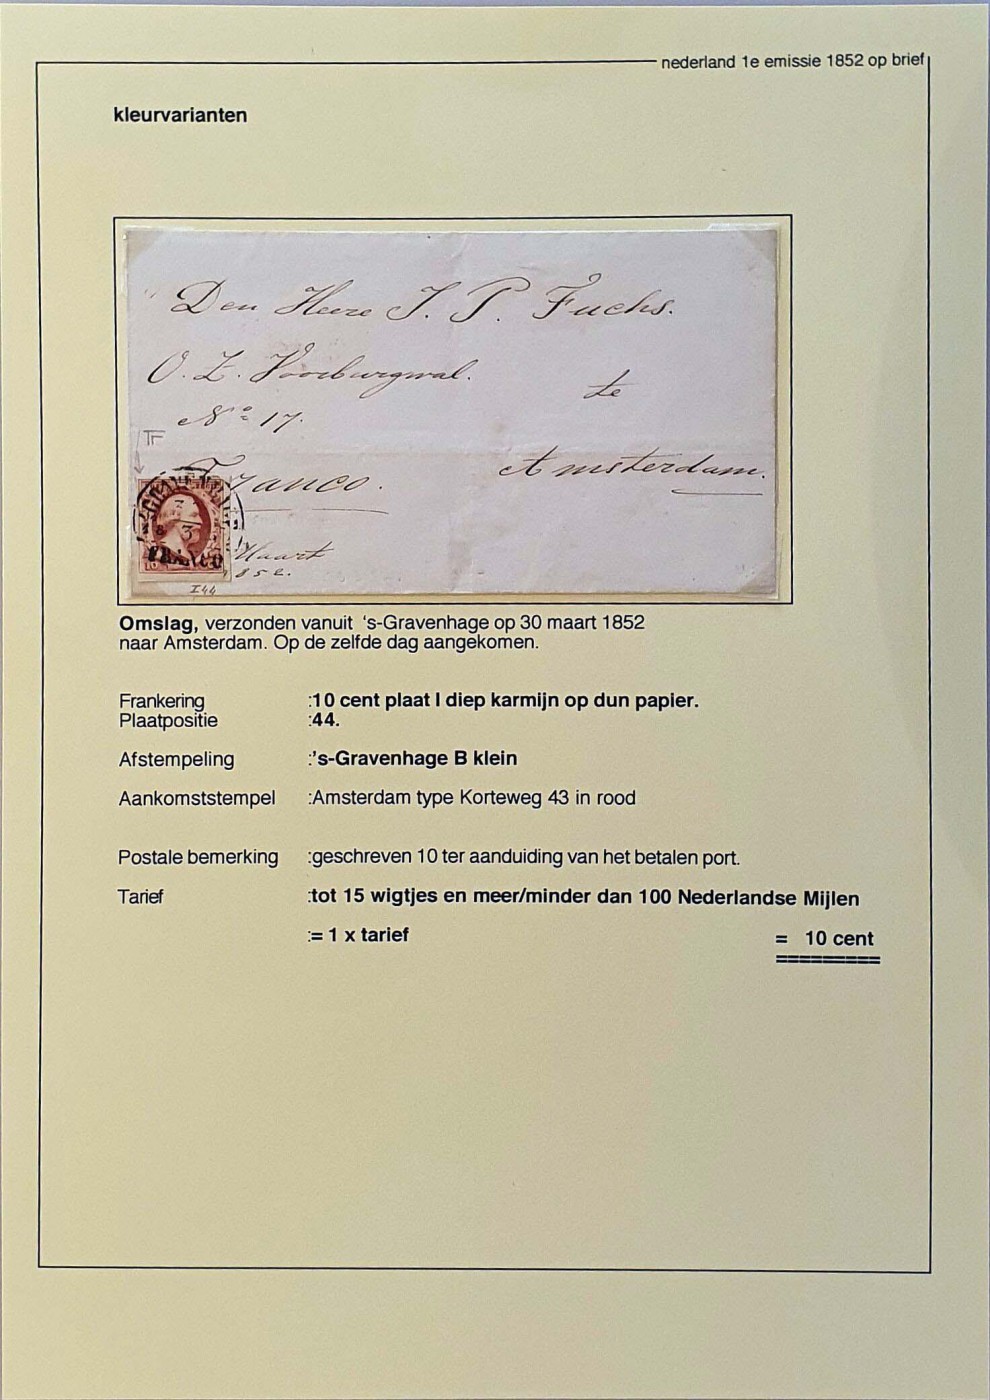 nederland 1e emissie 1852 op brief
kleurvarianten
Den Heere J. P. Fuchs.
O. Z. Voorburgwal.
te
No 17.
Amsterdam.
Franco.
FRANCO
Maart
1852.
I44
Omslag, verzonden vanuit 's-Gravenhage op 30 maart 1852
naar Amsterdam. Op de zelfde dag aangekomen.
Frankering :10 cent plaat I diep karmijn op dun papier.
Plaatpositie :44.
Afstempeling :'s-Gravenhage B klein
Aankomststempel :Amsterdam type Korteweg 43 in rood
Postale bemerking :geschreven 10 ter aanduiding van het betalen port.
Tarief :tot 15 wigtjes en meer/minder dan 100 Nederlandse Mijlen
:= 1 x tarief = 10 cent